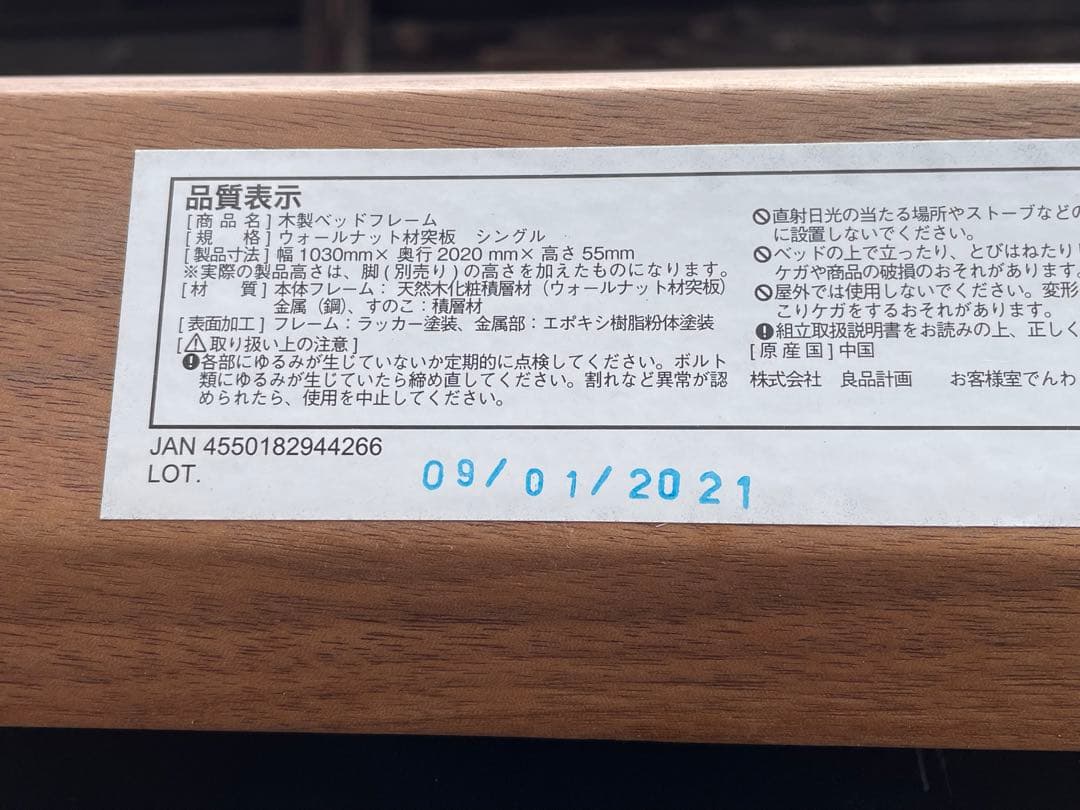 品質表示
[商品名] 木製ベッドフレーム
[規　格] ウォールナット材突板　シングル
[製品寸法] 幅 1030mm× 奥行 2020 mm× 高さ 55mm
※実際の製品高さは、脚 ( 別売り ) の高さを加えたものになります。
[材　質] 本体フレーム： 天然木化粧積層材（ウォールナット材突板）
金属（鋼）、すのこ：積層材
[表面加工] フレーム：ラッカー塗装、金属部：エポキシ樹脂粉体塗装
[⚠取り扱い上の注意]
各部にゆるみが生じていないか定期的に点検してください。ボルト
類にゆるみが生じていたら締め直してください。割れなど異常が認
められたら、使用を中止してください。
直射日光の当たる場所やストーブなどの
に設置しないでください。
ベッドの上で立ったり、とびはねたり
ケガや商品の破損のおそれがあります。
屋外では使用しないでください。変形
こりケガをするおそれがあります。
組立取扱説明書をお読みの上、正しく
[原産国] 中国
株式会社　良品計画　　お客様室でんわ
JAN 4550182944266
LOT.
09/01/2021